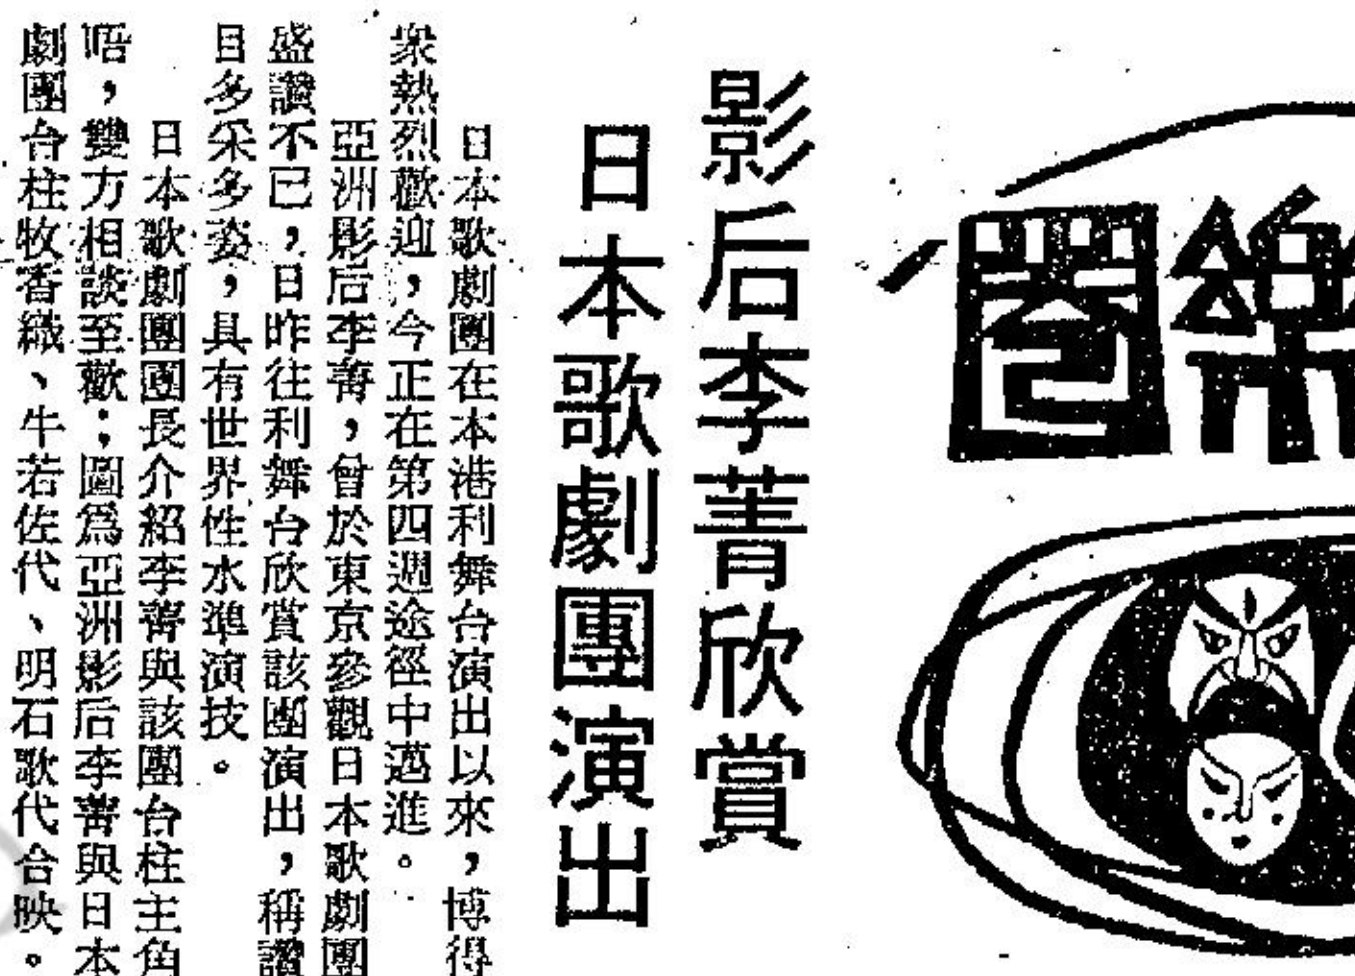 樂圈
影后李菁欣賞
日本歌劇團演出
日本歌劇團在本港利舞台演出以來，博得
衆熱烈歡迎，今正在第四週途徑中邁進。
亞洲影后李菁，曾於東京參觀日本歌劇團
盛讚不已，日昨往利舞台欣賞該團演出，稱讚
目多采多姿，具有世界性水準演技。
日本歌劇團團長介紹李菁與該團台柱主角
唔，雙方相談至歡；圖爲亞洲影后李菁與日本
劇團台柱牧香織、牛若佐代、明石歌代合映。